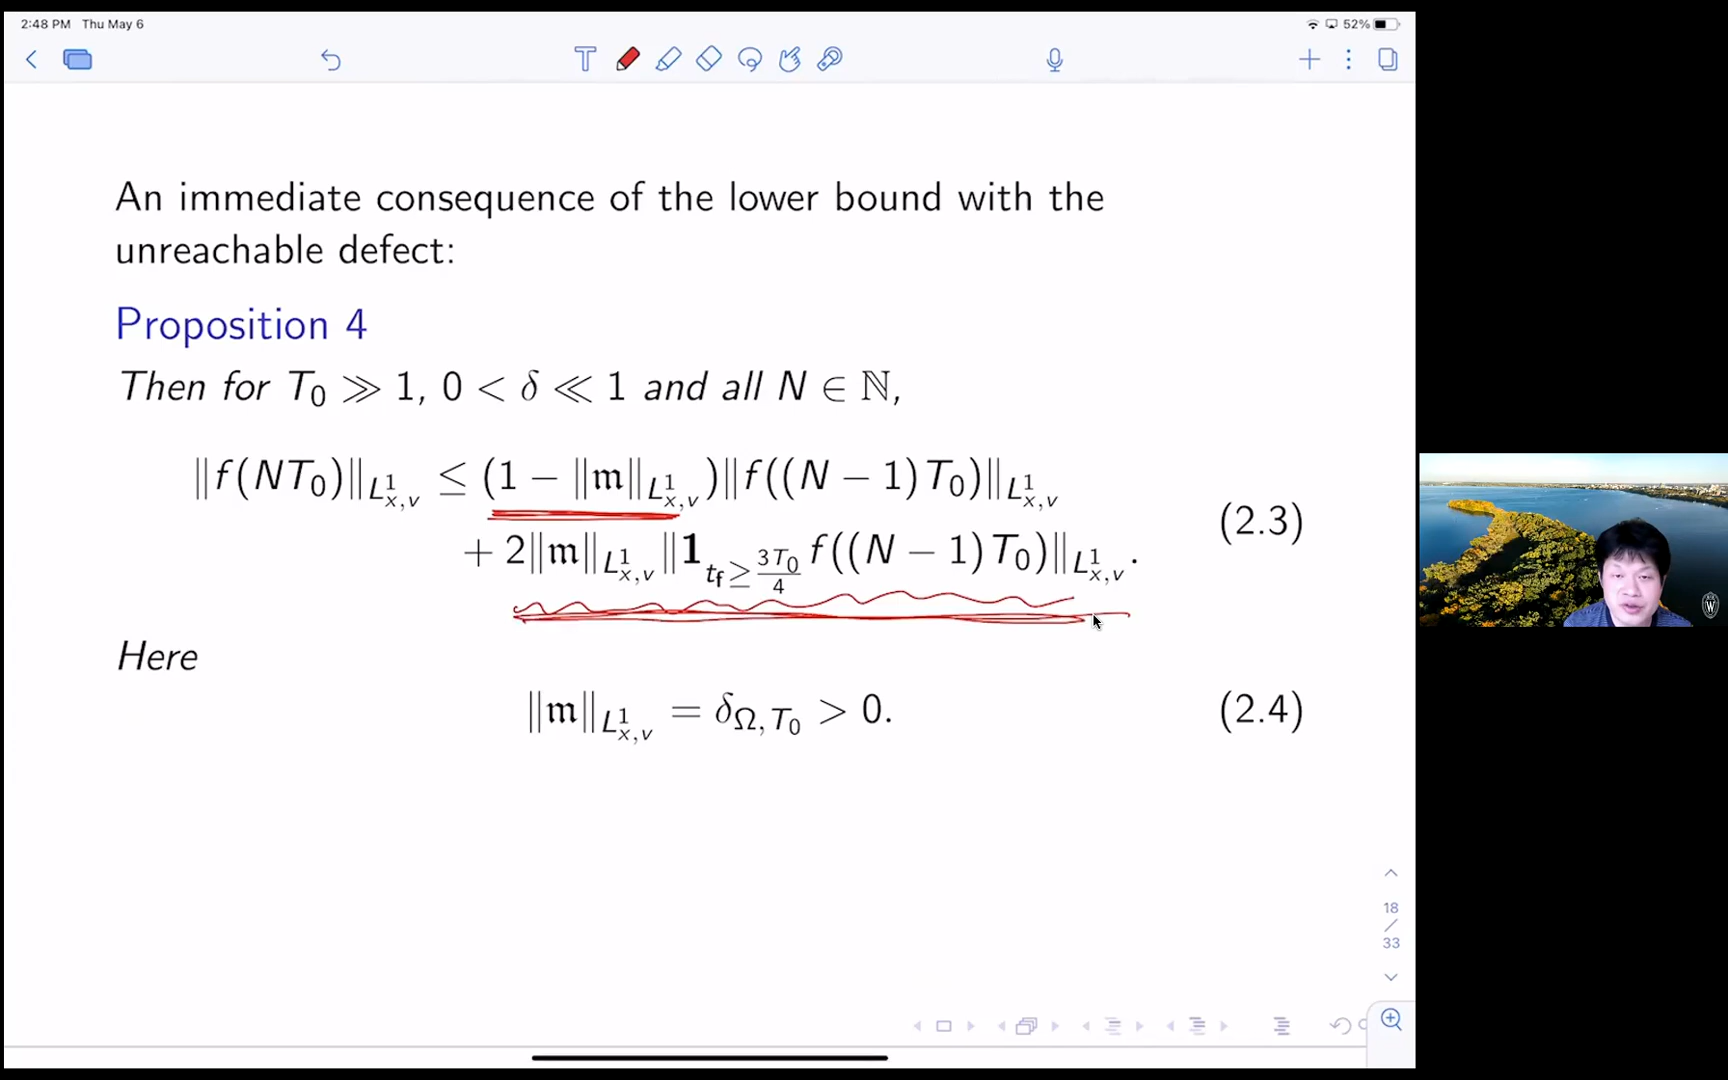 2:48 PM Thu May 6
52%
T
An immediate consequence of the lower bound with the
unreachable defect:
Proposition 4
Then for T₀ ≫ 1, 0 < δ ≪ 1 and all N ∈ ℕ,
‖f(NT₀)‖_{L¹_{x,v}} ≤ (1 − ‖𝔪‖_{L¹_{x,v}})‖f((N − 1)T₀)‖_{L¹_{x,v}}
+ 2‖𝔪‖_{L¹_{x,v}}‖𝟏_{t_f ≥ 3T₀/4} f((N − 1)T₀)‖_{L¹_{x,v}}. (2.3)
Here
‖𝔪‖_{L¹_{x,v}} = δ_{Ω,T₀} > 0. (2.4)
18
/
33
W